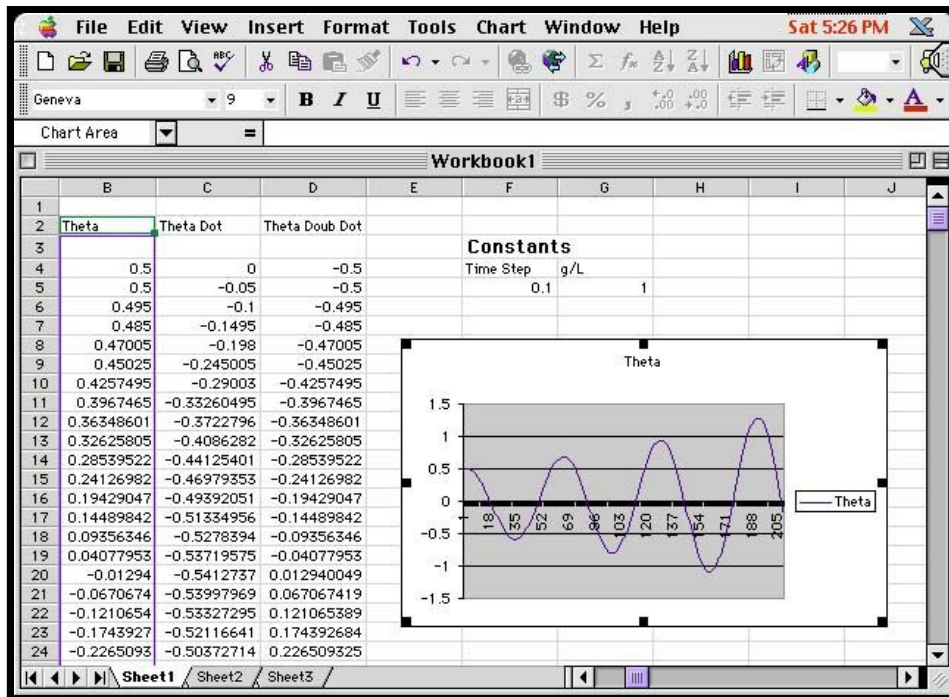 File Edit View Insert Format Tools Chart Window Help Sat 5:26 PM
ABC Σ fx A Z Z A
Geneva 9 B I U $ % ,
Chart Area =
Workbook1
B C D E F G H I J
1
2 Theta Theta Dot Theta Doub Dot
3 Constants
4 0.5 0 -0.5 Time Step g/L
5 0.5 -0.05 -0.5 0.1 1
6 0.495 -0.1 -0.495
7 0.485 -0.1495 -0.485
8 0.47005 -0.198 -0.47005
9 0.45025 -0.245005 -0.45025
10 0.4257495 -0.29003 -0.4257495
11 0.3967465 -0.33260495 -0.3967465
12 0.36348601 -0.3722796 -0.36348601
13 0.32625805 -0.4086282 -0.32625805
14 0.28539522 -0.44125401 -0.28539522
15 0.24126982 -0.46979353 -0.24126982
16 0.19429047 -0.49392051 -0.19429047
17 0.14489842 -0.51334956 -0.14489842
18 0.09356346 -0.5278394 -0.09356346
19 0.04077953 -0.53719575 -0.04077953
20 -0.01294 -0.5412737 0.012940049
21 -0.0670674 -0.53997969 0.067067419
22 -0.1210654 -0.53327295 0.121065389
23 -0.1743927 -0.52116641 0.174392684
24 -0.2265093 -0.50372714 0.226509325
Theta
1.5
1
0.5
0
-0.5
-1
-1.5
1 18 35 52 69 86 103 120 137 154 171 188 205
Theta
Sheet1 Sheet2 Sheet3